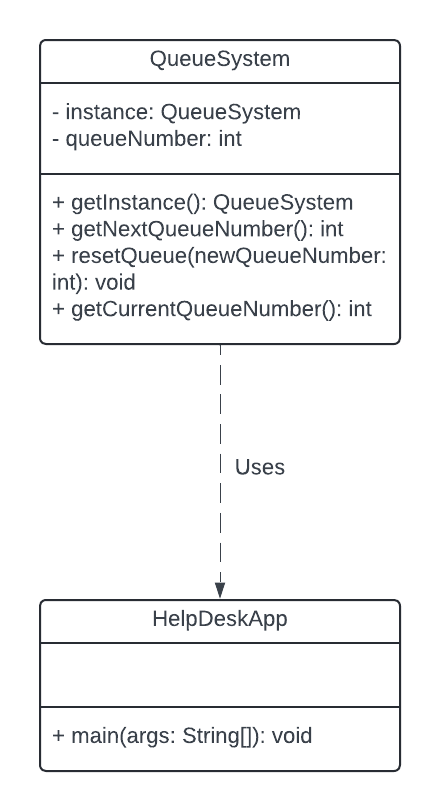 QueueSystem
- instance: QueueSystem
- queueNumber: int
+ getInstance(): QueueSystem
+ getNextQueueNumber(): int
+ resetQueue(newQueueNumber:
int): void
+ getCurrentQueueNumber(): int
Uses
HelpDeskApp
+ main(args: String[]): void